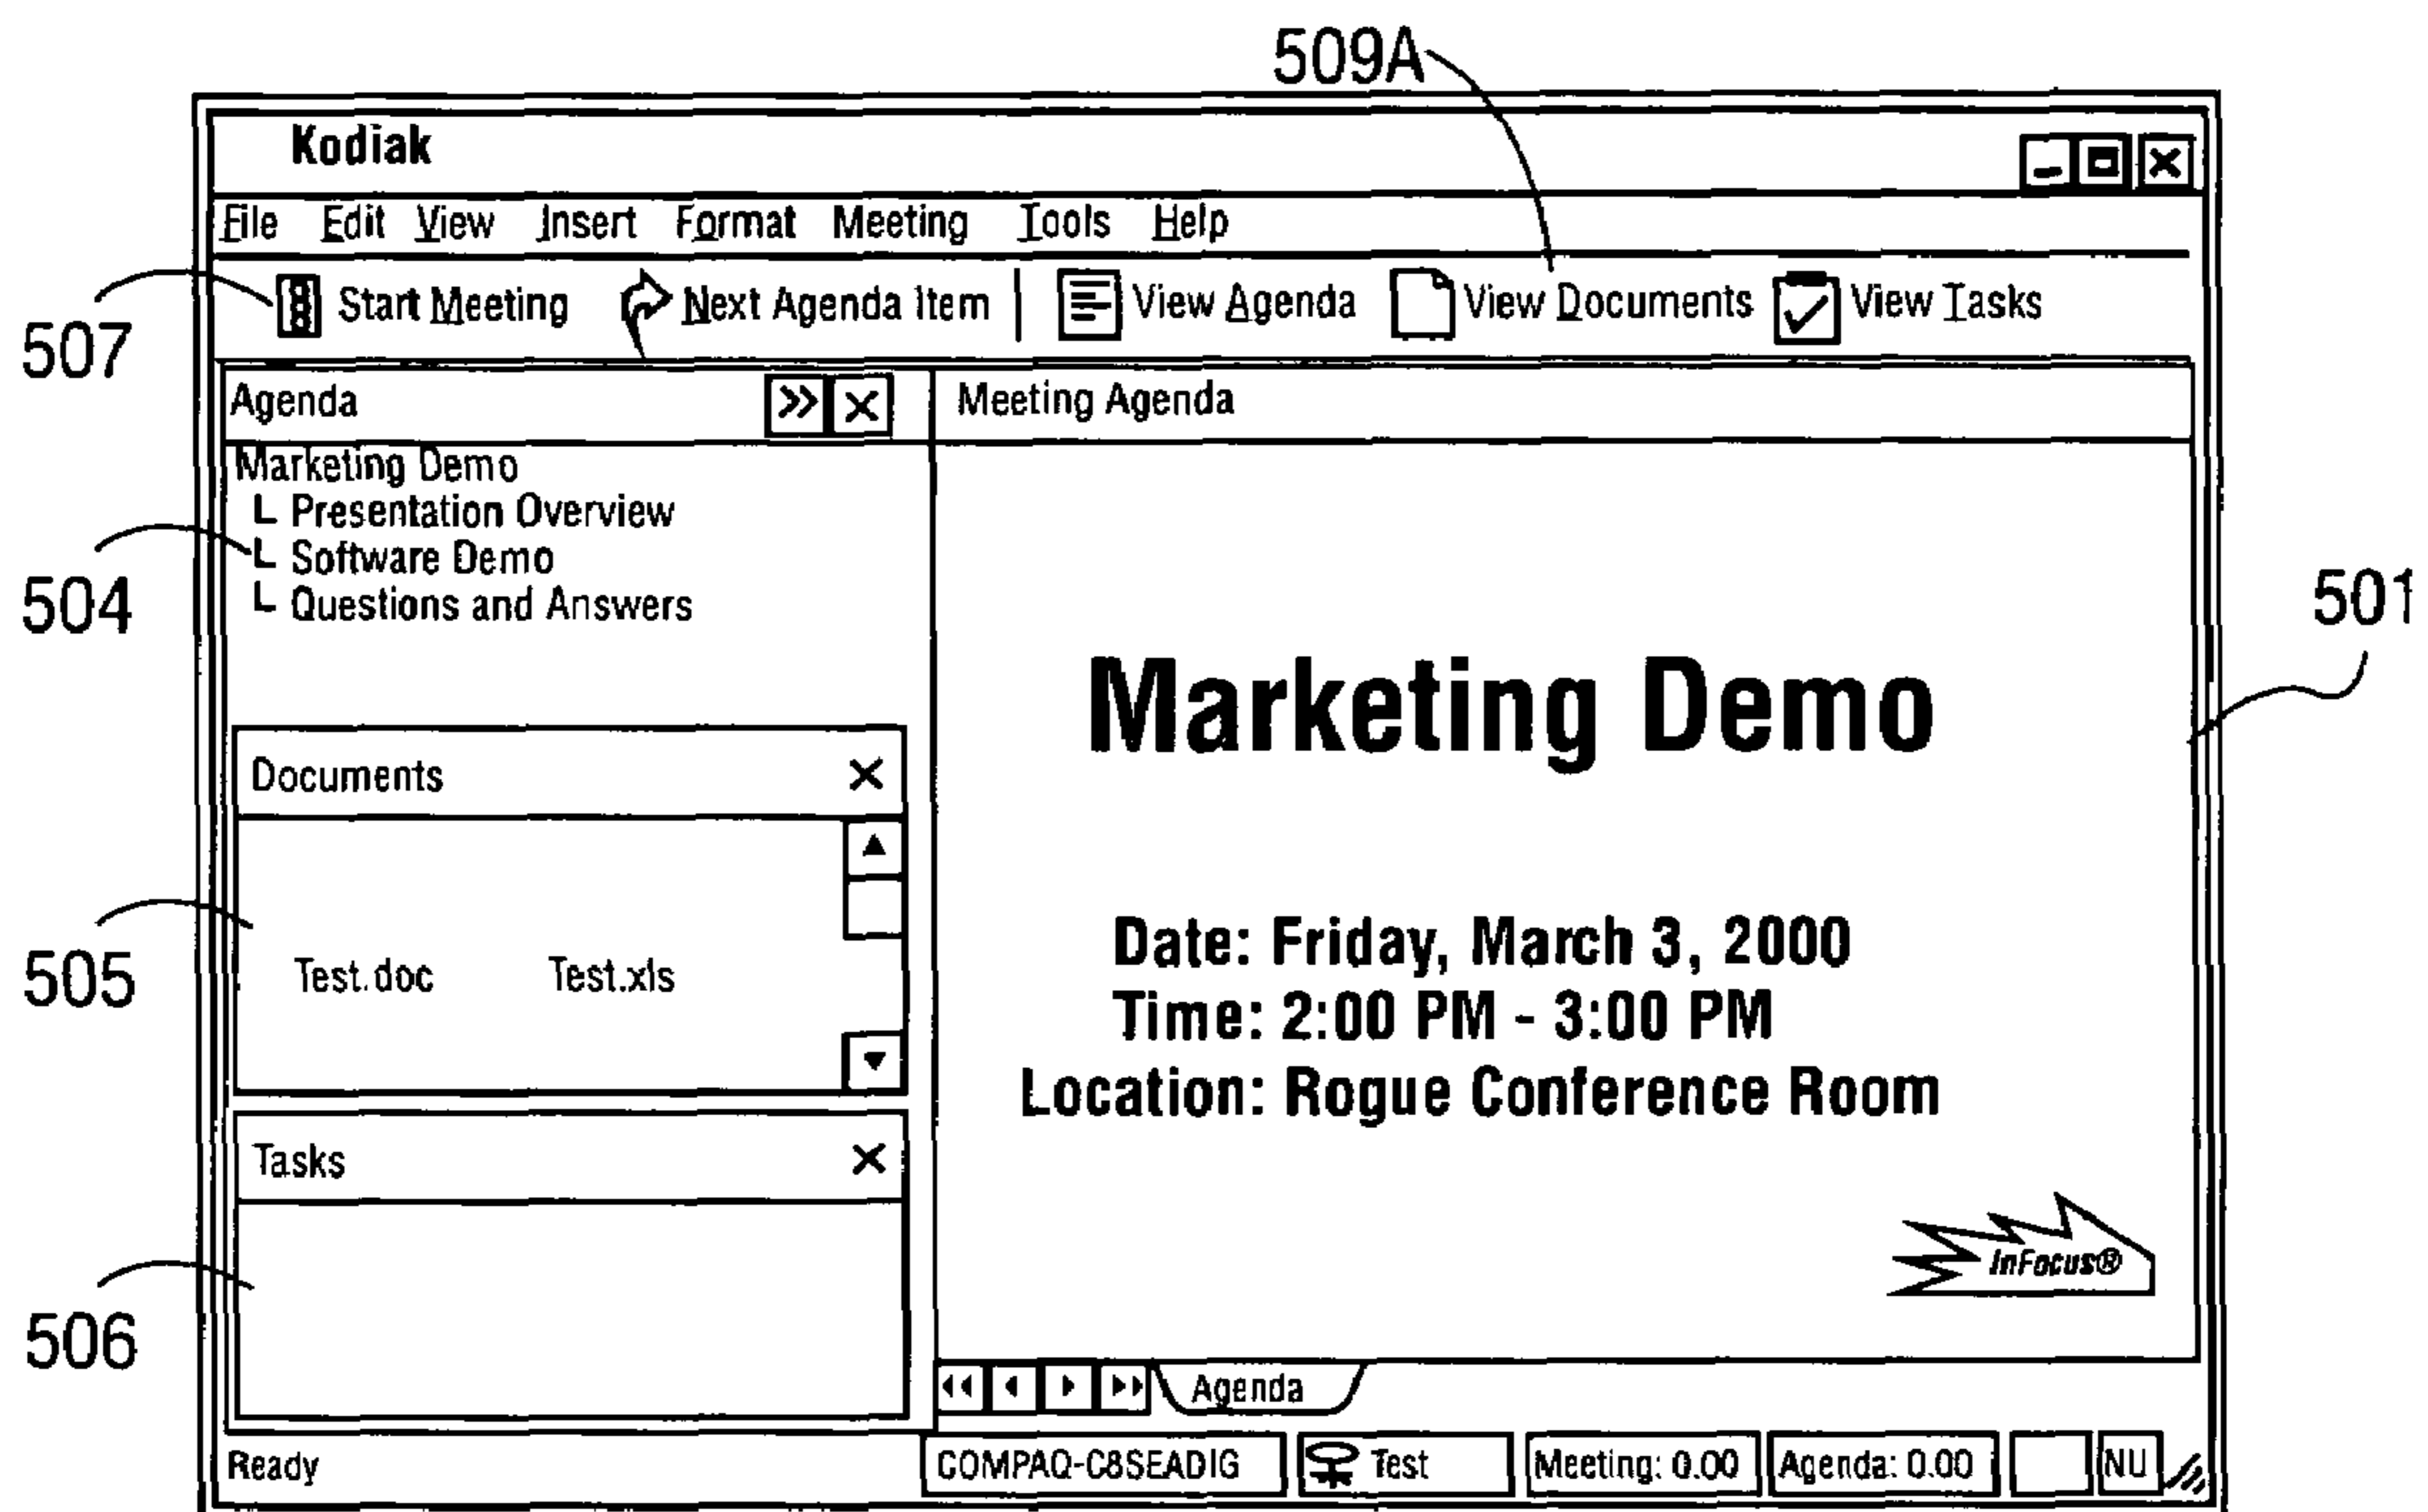 509A
Kodiak
File Edit View Insert Format Meeting Tools Help
Start Meeting Next Agenda Item View Agenda View Documents View Tasks
507
Agenda
Meeting Agenda
Marketing Demo
Presentation Overview
Software Demo
Questions and Answers
504
501
Marketing Demo
Documents
Test.doc Test.xls
505
Date: Friday, March 3, 2000
Time: 2:00 PM - 3:00 PM
Location: Rogue Conference Room
Tasks
InFocus®
506
Agenda
Ready COMPAQ-C8SEADIG Test Meeting: 0.00 Agenda: 0.00 NU